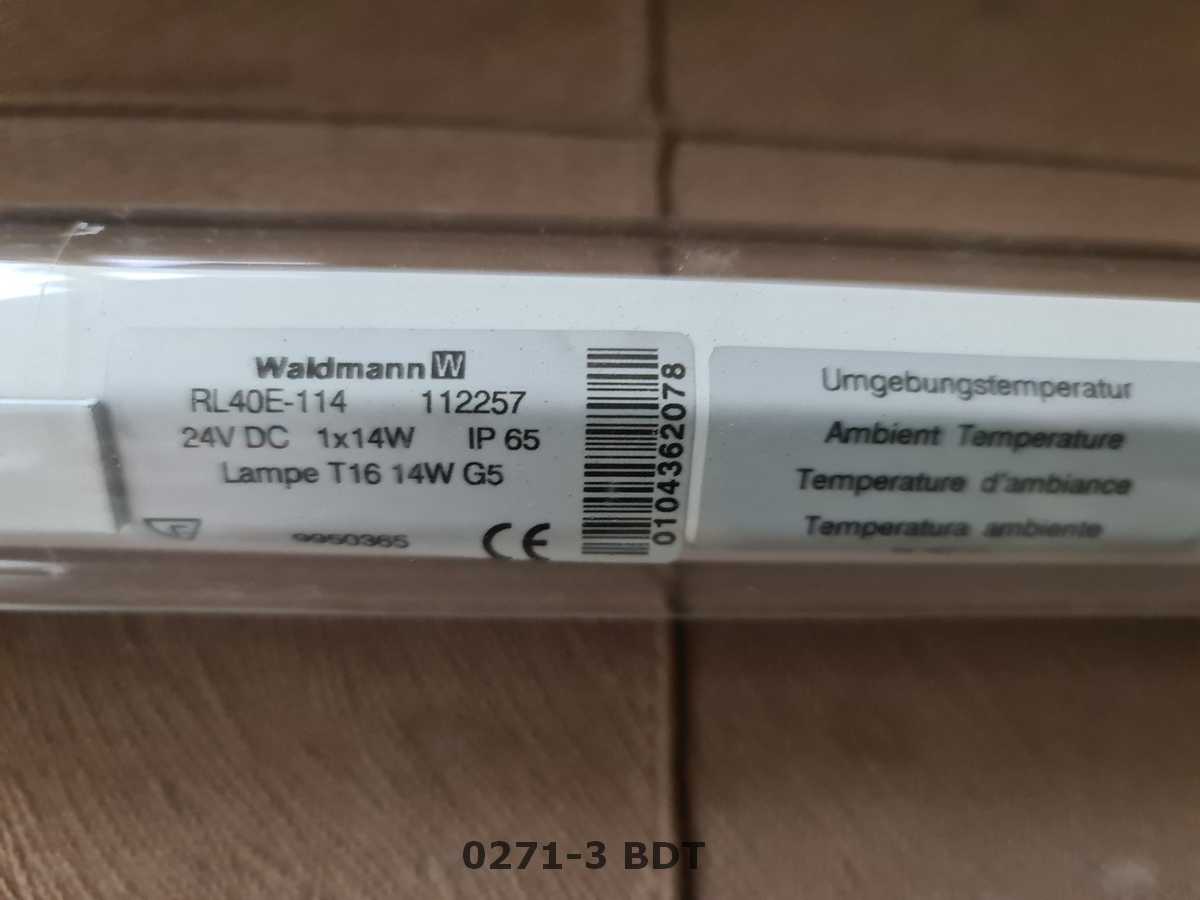 Waldmann W
RL40E-114 112257
24V DC 1x14W IP 65
Lampe T16 14W G5
9950365
CE
0104362078
Umgebungstemperatur
Ambient Temperature
Temperature d'ambiance
Temperatura ambiente
0271-3 BDT